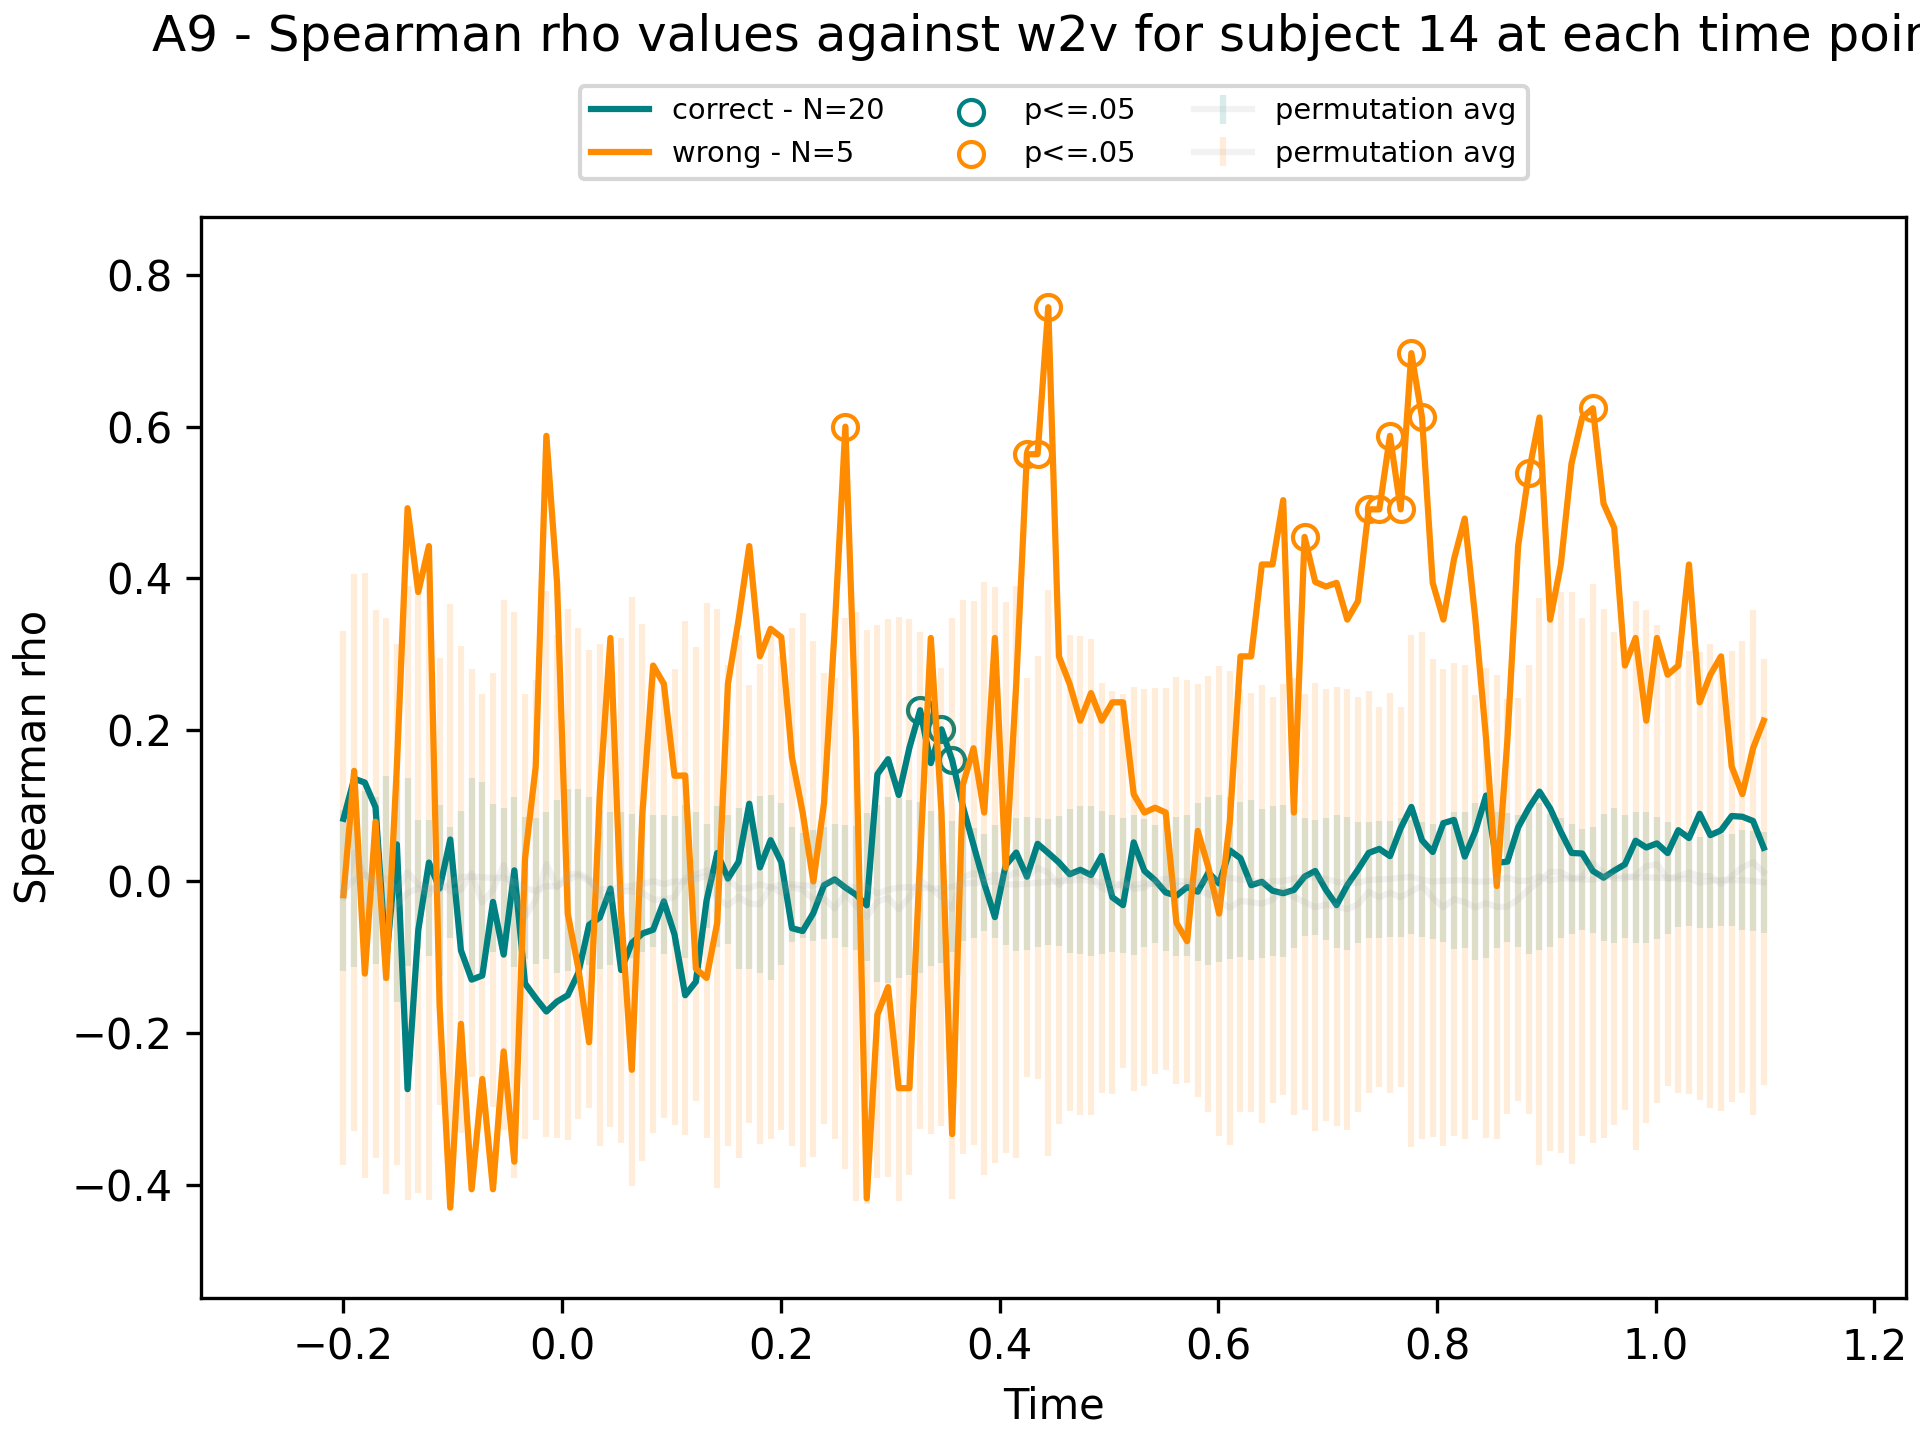 A9 - Spearman rho values against w2v for subject 14 at each time
correct - N=20 p<=.05 permutation avg
wrong - N=5 p<=.05 permutation avg
0.8
0.6
0.4
0.2
0.0
−0.2
−0.4
Spearman rho
−0.2 0.0 0.2 0.4 0.6 0.8 1.0 1.2
Time